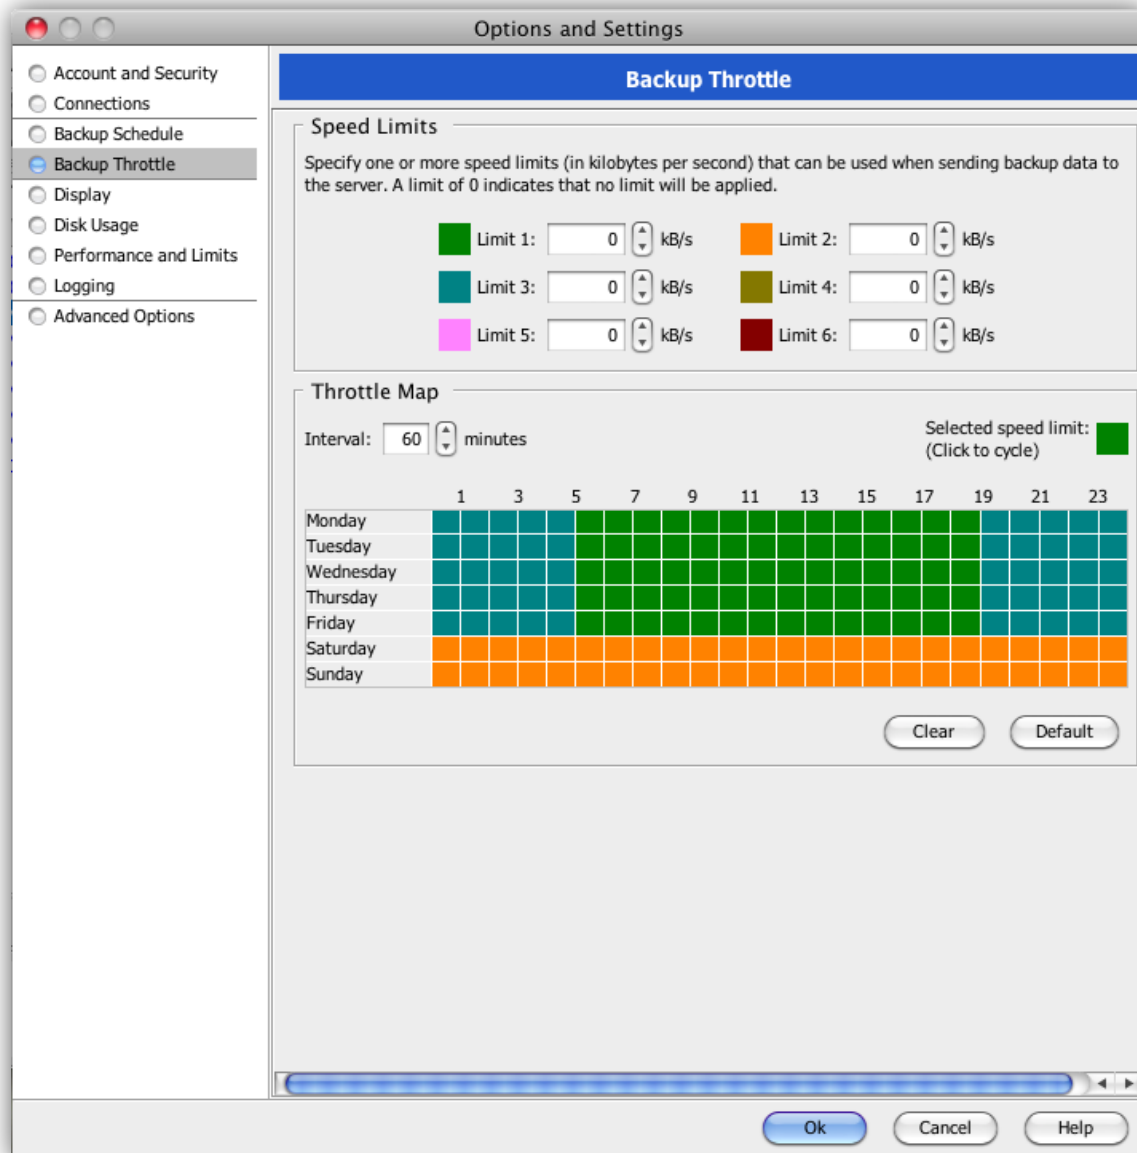 Options and Settings
Account and Security
Connections
Backup Schedule
Backup Throttle
Display
Disk Usage
Performance and Limits
Logging
Advanced Options
Backup Throttle
Speed Limits
Specify one or more speed limits (in kilobytes per second) that can be used when sending backup data to
the server. A limit of 0 indicates that no limit will be applied.
Limit 1: 0 kB/s Limit 2: 0 kB/s
Limit 3: 0 kB/s Limit 4: 0 kB/s
Limit 5: 0 kB/s Limit 6: 0 kB/s
Throttle Map
Interval: 60 minutes
Selected speed limit:
(Click to cycle)
1 3 5 7 9 11 13 15 17 19 21 23
Monday
Tuesday
Wednesday
Thursday
Friday
Saturday
Sunday
Clear Default
Ok Cancel Help